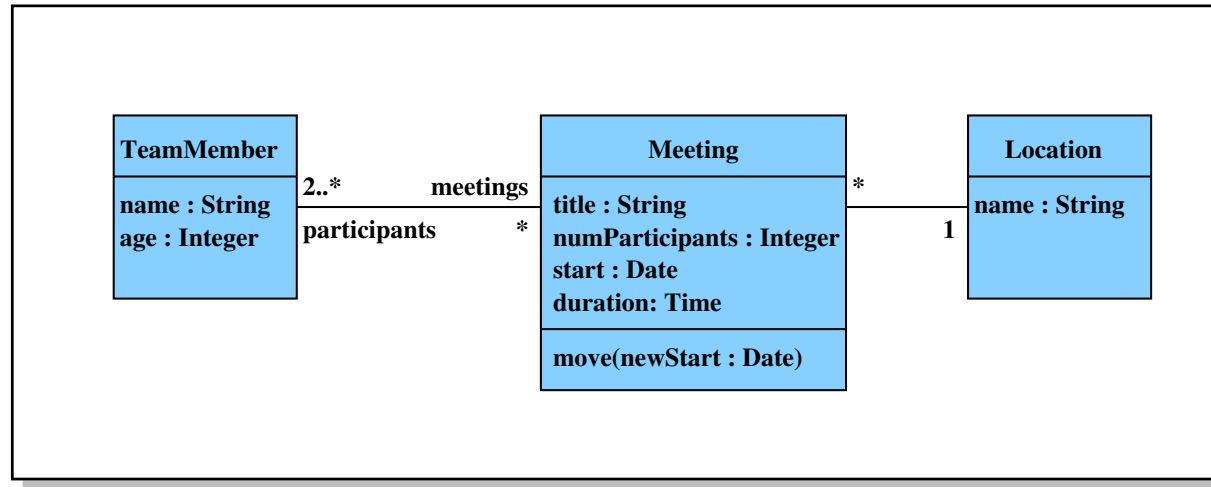 TeamMember
name : String
age : Integer
2..*
participants
meetings
*
Meeting
title : String
numParticipants : Integer
start : Date
duration: Time
move(newStart : Date)
*
1
Location
name : String